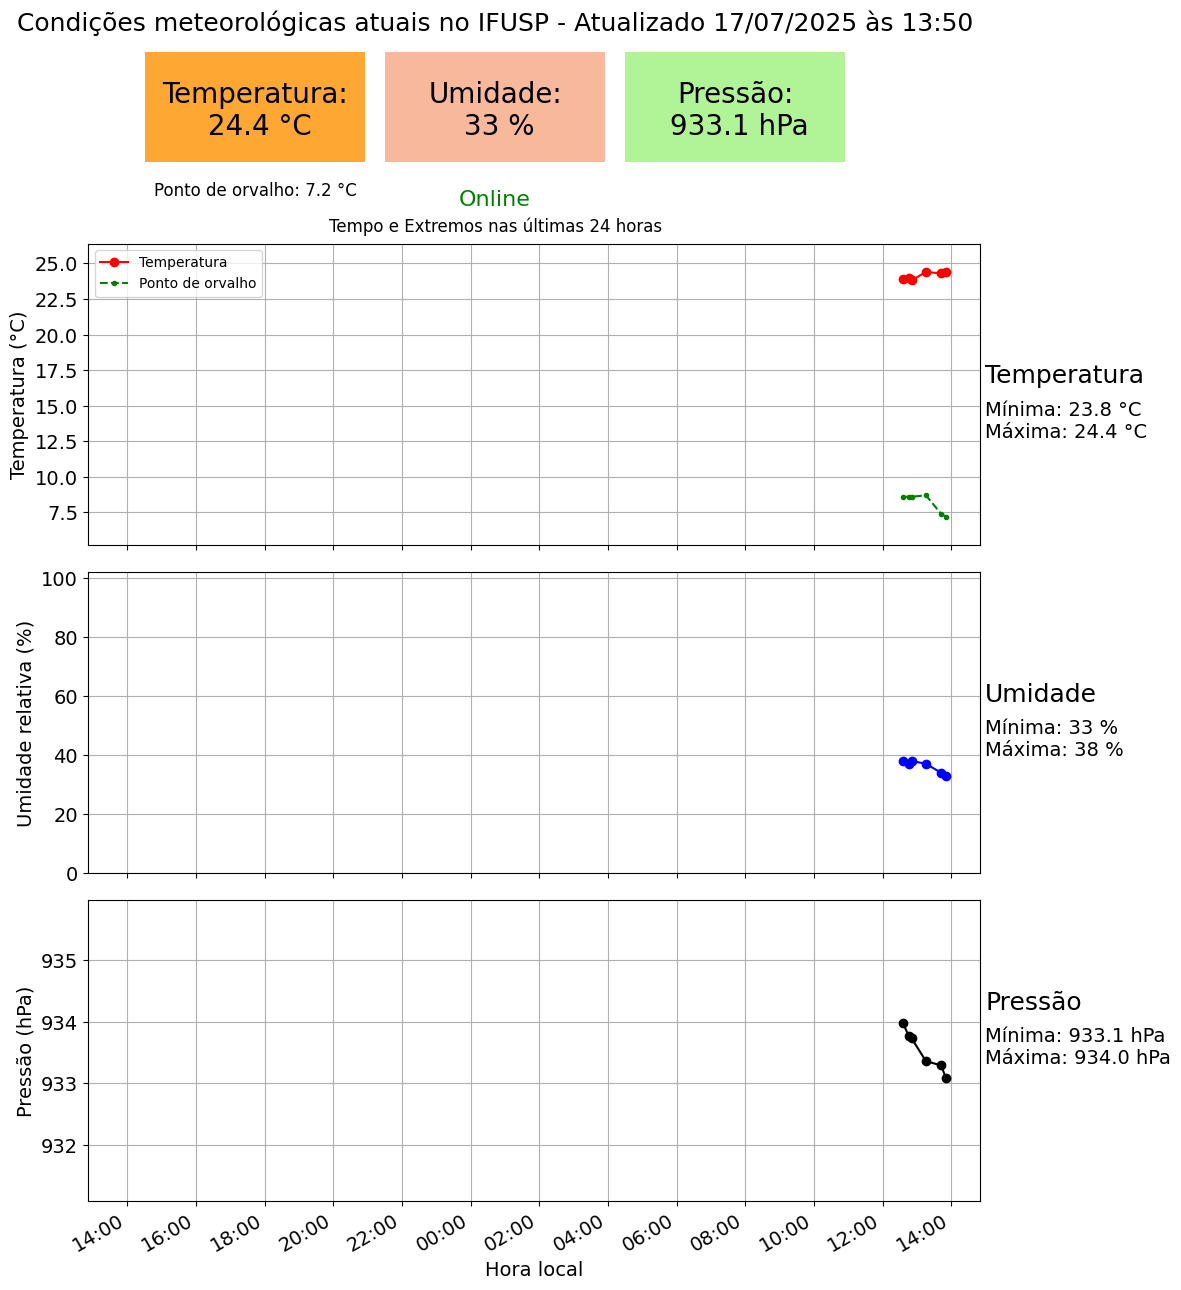 Condições meteorológicas atuais no IFUSP - Atualizado 17/07/2025 às 13:50
Temperatura:
24.4 °C
Umidade:
33 %
Pressão:
933.1 hPa
Ponto de orvalho: 7.2 °C
Online
Tempo e Extremos nas últimas 24 horas
Temperatura
Ponto de orvalho
25.0
22.5
20.0
17.5
15.0
12.5
10.0
7.5
Temperatura (°C)
Temperatura
Mínima: 23.8 °C
Máxima: 24.4 °C
100
80
60
40
20
0
Umidade relativa (%)
Umidade
Mínima: 33 %
Máxima: 38 %
935
934
933
932
Pressão (hPa)
Pressão
Mínima: 933.1 hPa
Máxima: 934.0 hPa
14:00 16:00 18:00 20:00 22:00 00:00 02:00 04:00 06:00 08:00 10:00 12:00 14:00
Hora local